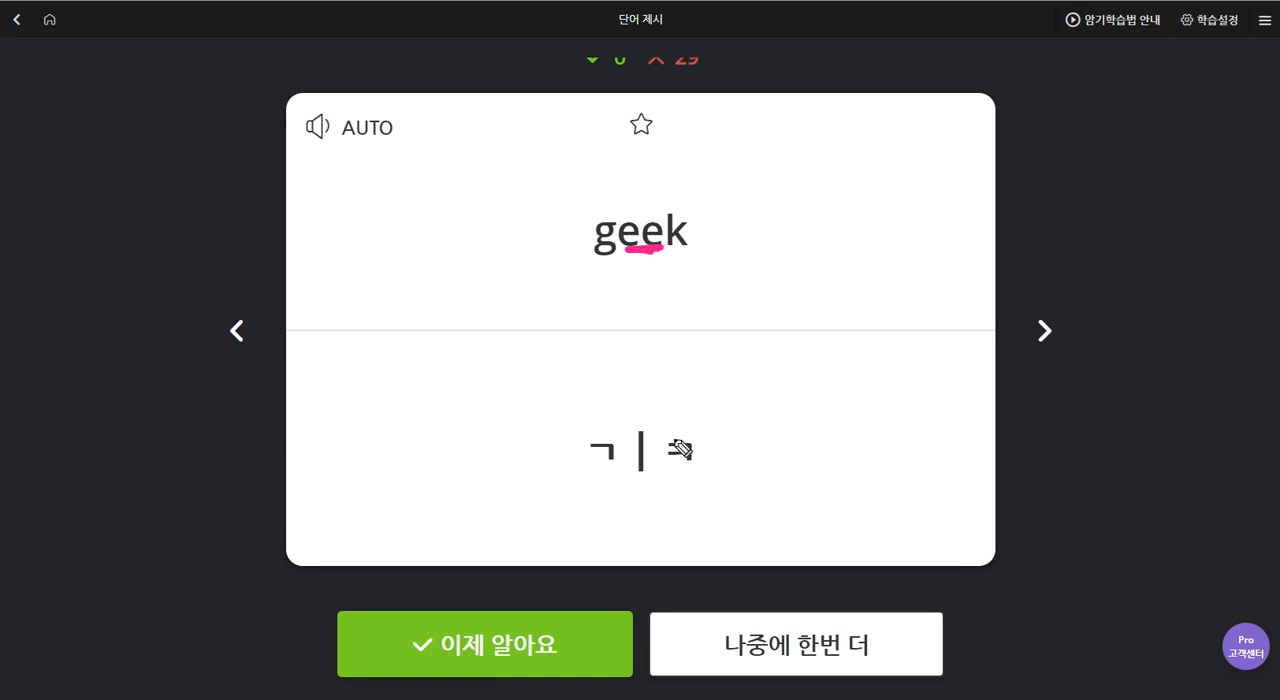 단어 제시
암기학습법 안내
학습설정
AUTO
geek
ㄱ ㅣ ㅋ
이제 알아요
나중에 한번 더
Pro
고객센터